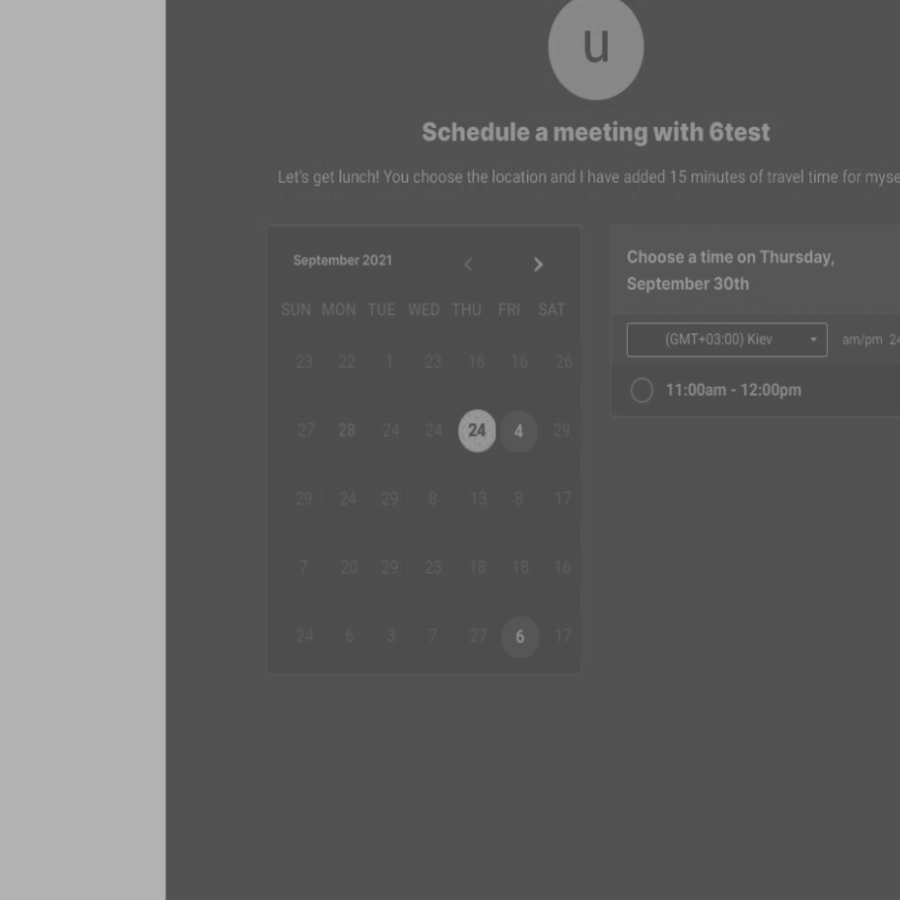 u
Schedule a meeting with 6test
Let's get lunch! You choose the location and I have added 15 minutes of travel time for myse
September 2021
SUN MON TUE WED THU FRI SAT
23 22 1 23 16 16 26
27 28 24 24 24 4 29
29 24 29 8 13 8 17
7 20 29 23 18 18 16
24 6 3 7 27 6 17
Choose a time on Thursday,
September 30th
(GMT+03:00) Kiev am/pm 24
11:00am - 12:00pm